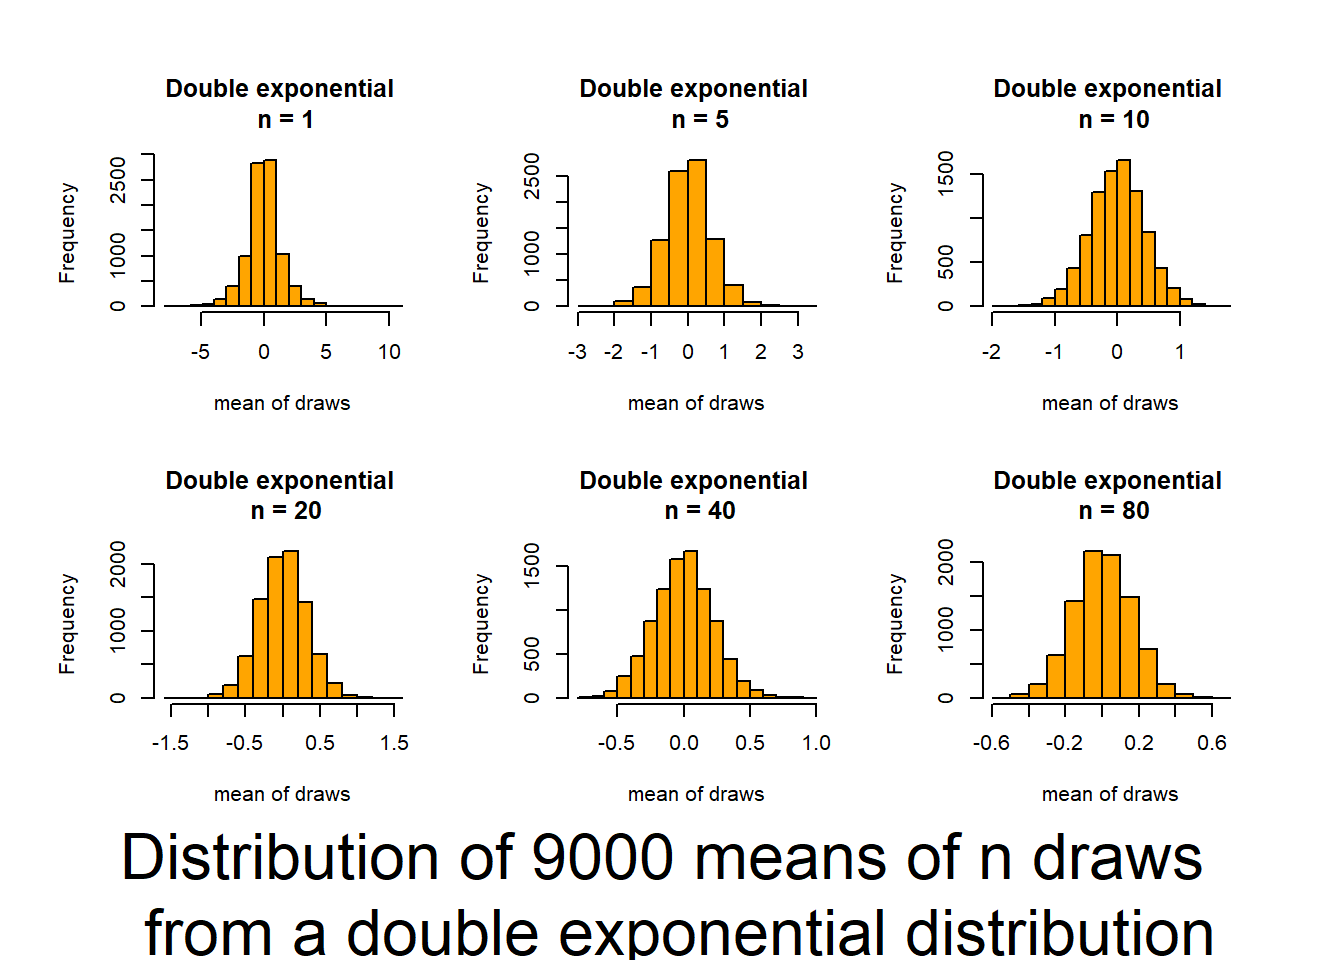 Double exponential
n = 1
Frequency
2500
1000
0
-5 0 5 10
mean of draws
Double exponential
n = 5
Frequency
2500
1000
0
-3 -2 -1 0 1 2 3
mean of draws
Double exponential
n = 10
Frequency
1500
500
0
-2 -1 0 1
mean of draws
Double exponential
n = 20
Frequency
2000
1000
0
-1.5 -0.5 0.5 1.5
mean of draws
Double exponential
n = 40
Frequency
1500
500
0
-0.5 0.0 0.5 1.0
mean of draws
Double exponential
n = 80
Frequency
2000
1000
0
-0.6 -0.2 0.2 0.6
mean of draws
Distribution of 9000 means of n draws
from a double exponential distribution